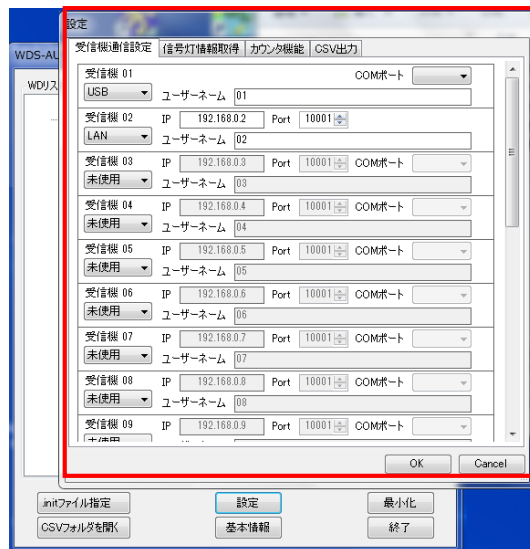 設定
WDS-AU
受信機通信設定 信号灯情報取得 カウンタ機能 CSV出力
WDリス
受信機 01 COMポート
USB ユーザーネーム 01
受信機 02 IP 192.168.0.2 Port 10001
LAN ユーザーネーム 02
受信機 03 IP 192.168.0.3 Port 10001 COMポート
未使用 ユーザーネーム 03
受信機 04 IP 192.168.0.4 Port 10001 COMポート
未使用 ユーザーネーム 04
受信機 05 IP 192.168.0.5 Port 10001 COMポート
未使用 ユーザーネーム 05
受信機 06 IP 192.168.0.6 Port 10001 COMポート
未使用 ユーザーネーム 06
受信機 07 IP 192.168.0.7 Port 10001 COMポート
未使用 ユーザーネーム 07
受信機 08 IP 192.168.0.8 Port 10001 COMポート
未使用 ユーザーネーム 08
受信機 09 IP 192.168.0.9 Port 10001 COMポート
OK Cancel
.initファイル指定 設定 最小化
CSVフォルダを開く 基本情報 終了